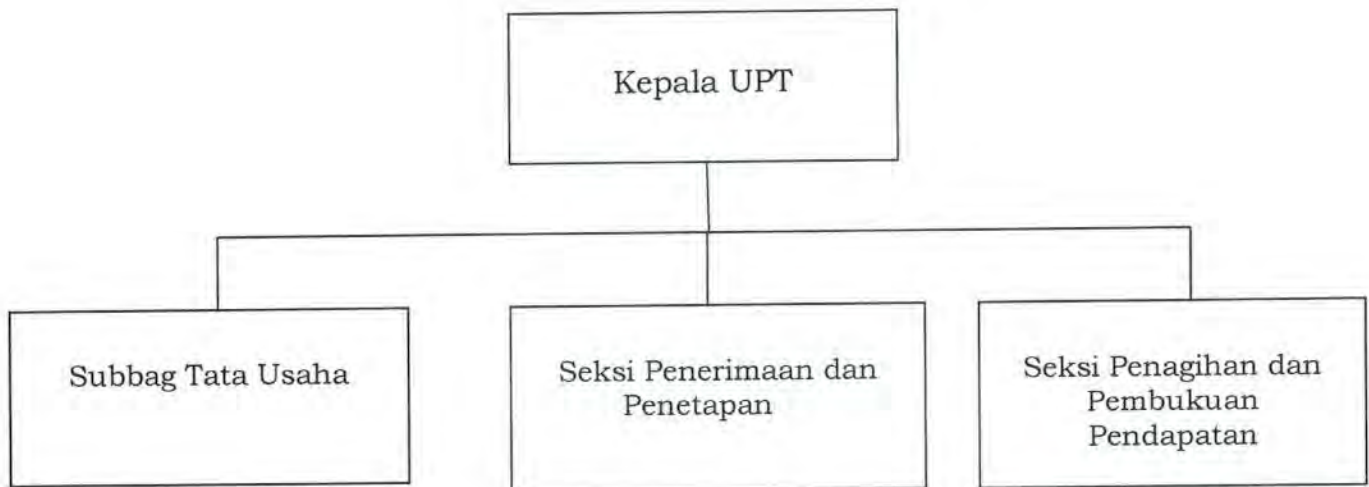 Kepala UPT
Subbag Tata Usaha
Seksi Penerimaan dan
Penetapan
Seksi Penagihan dan
Pembukuan
Pendapatan